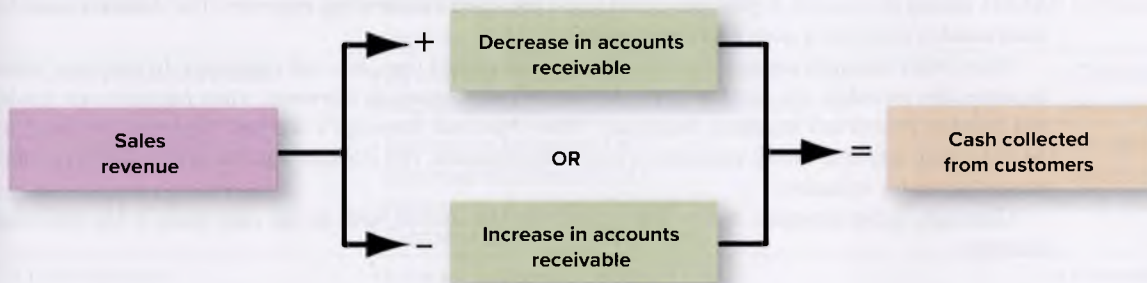 + Decrease in accounts
receivable
Sales
revenue
OR
= Cash collected
from customers
- Increase in accounts
receivable